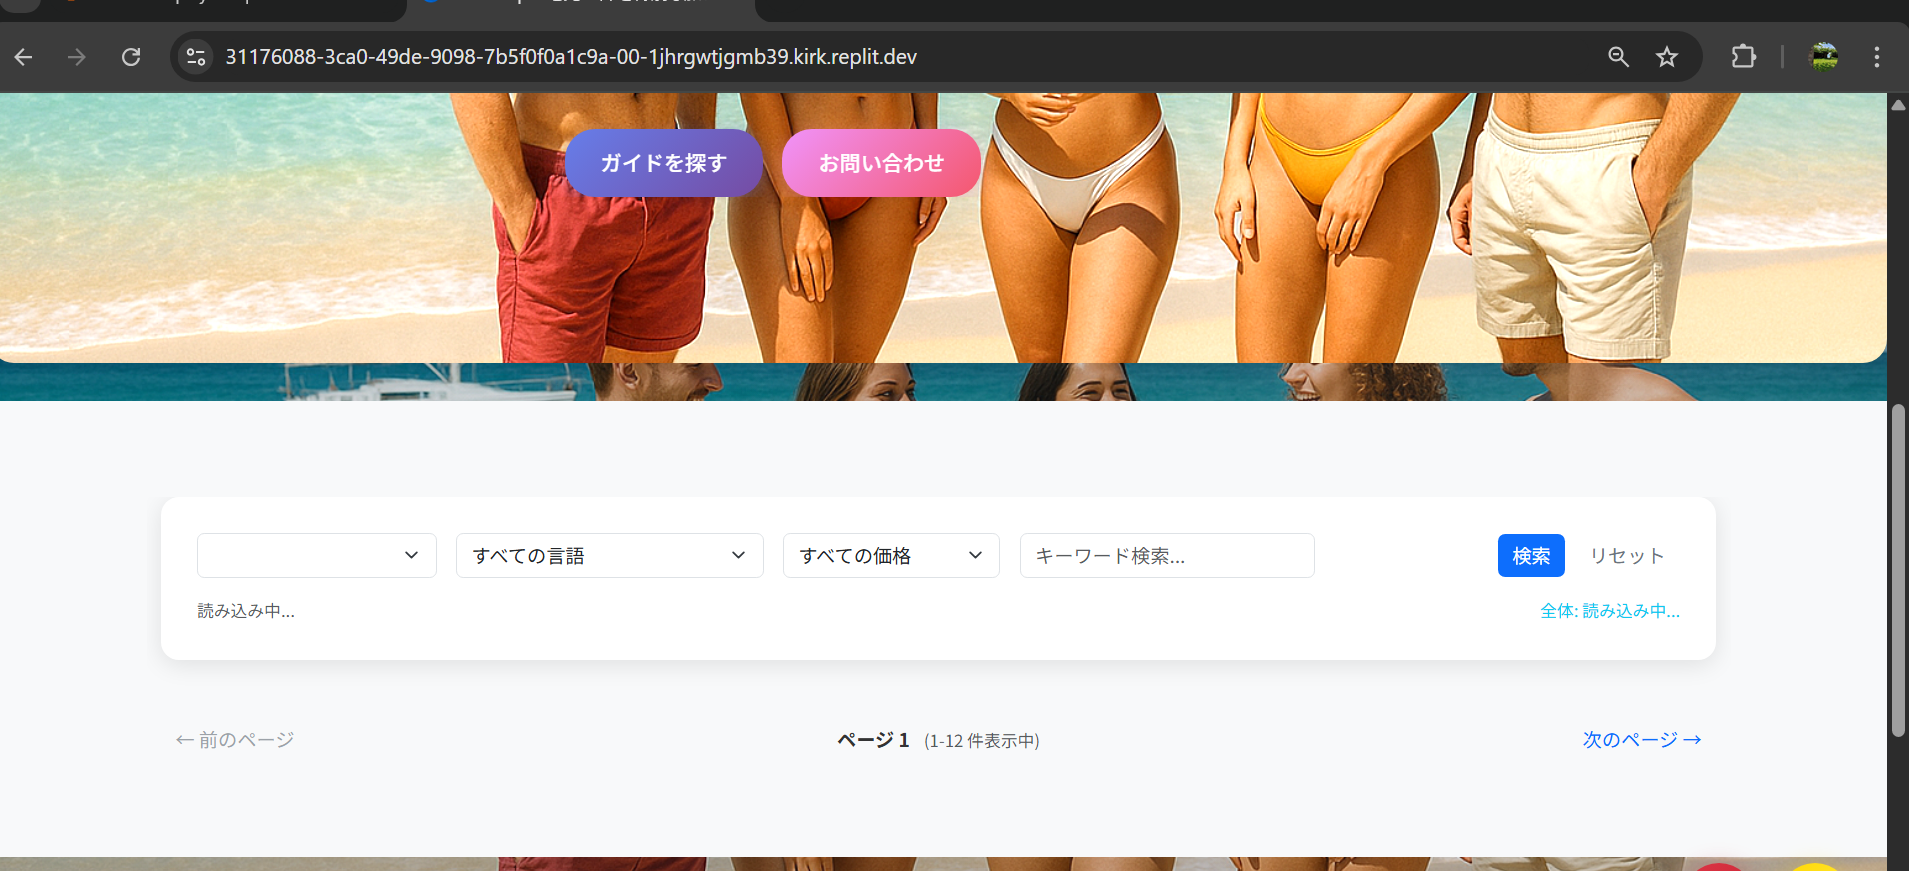 31176088-3ca0-49de-9098-7b5f0f0a1c9a-00-1jhrgwtjgmb39.kirk.replit.dev
ガイドを探す
お問い合わせ
すべての言語
すべての価格
キーワード検索...
検索
リセット
読み込み中...
全体: 読み込み中...
← 前のページ
ページ 1 (1-12 件表示中)
次のページ →